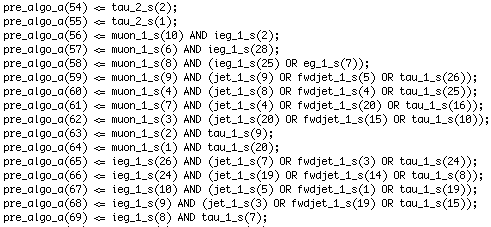 pre_algo_a(54) <= tau_2_s(2);
pre_algo_a(55) <= tau_2_s(1);
pre_algo_a(56) <= muon_1_s(10) AND ieg_1_s(2);
pre_algo_a(57) <= muon_1_s(6) AND ieg_1_s(28);
pre_algo_a(58) <= muon_1_s(8) AND (ieg_1_s(25) OR eg_1_s(7));
pre_algo_a(59) <= muon_1_s(9) AND (jet_1_s(9) OR fwdjet_1_s(5) OR tau_1_s(26));
pre_algo_a(60) <= muon_1_s(4) AND (jet_1_s(8) OR fwdjet_1_s(4) OR tau_1_s(25));
pre_algo_a(61) <= muon_1_s(7) AND (jet_1_s(4) OR fwdjet_1_s(20) OR tau_1_s(16));
pre_algo_a(62) <= muon_1_s(3) AND (jet_1_s(20) OR fwdjet_1_s(15) OR tau_1_s(10));
pre_algo_a(63) <= muon_1_s(2) AND tau_1_s(9);
pre_algo_a(64) <= muon_1_s(1) AND tau_1_s(20);
pre_algo_a(65) <= ieg_1_s(26) AND (jet_1_s(7) OR fwdjet_1_s(3) OR tau_1_s(24));
pre_algo_a(66) <= ieg_1_s(24) AND (jet_1_s(19) OR fwdjet_1_s(14) OR tau_1_s(8));
pre_algo_a(67) <= ieg_1_s(10) AND (jet_1_s(5) OR fwdjet_1_s(1) OR tau_1_s(19));
pre_algo_a(68) <= ieg_1_s(9) AND (jet_1_s(3) OR fwdjet_1_s(19) OR tau_1_s(15));
pre_algo_a(69) <= ieg_1_s(8) AND tau_1_s(7);